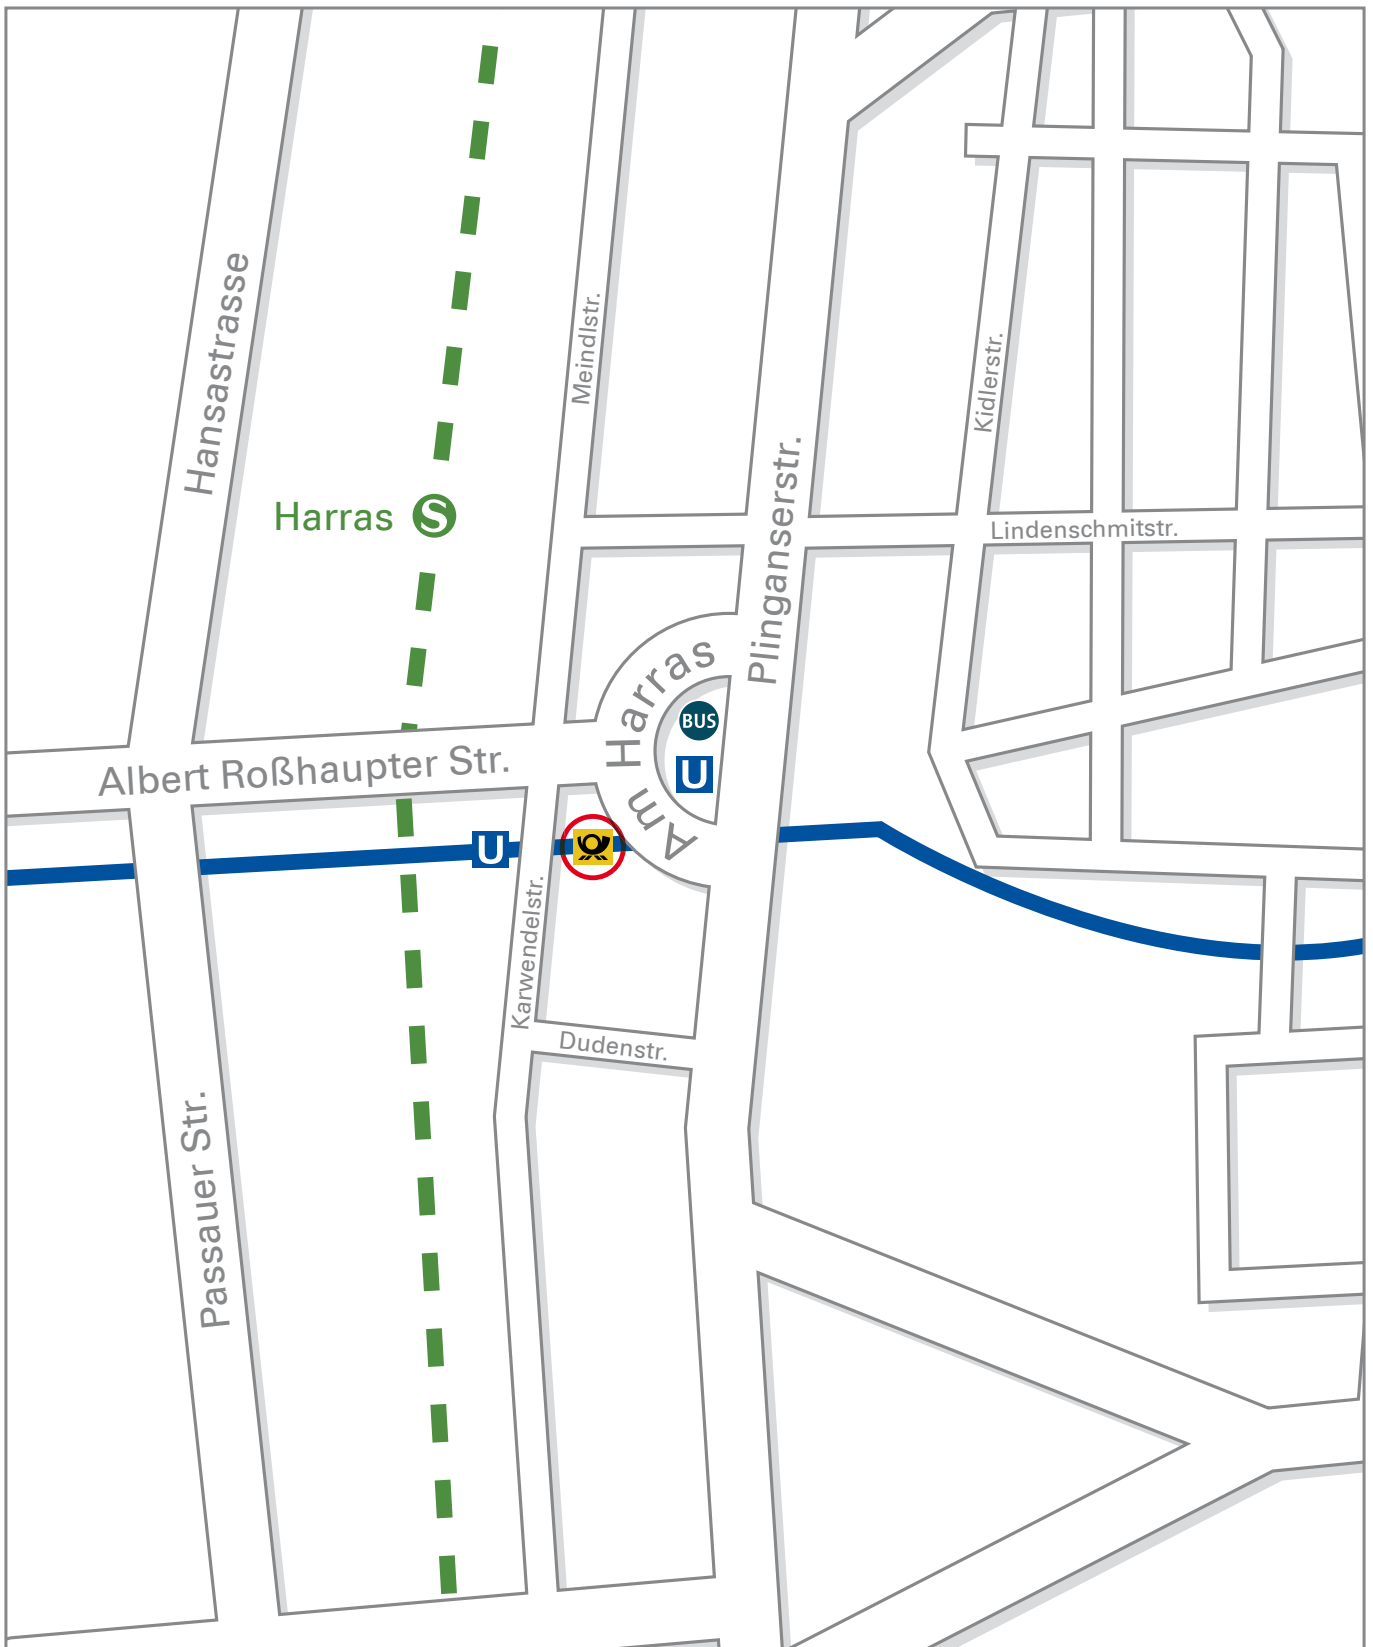 Hansastrasse
Meindlstr.
Kidlerstr.
Plinganserstr.
Harras
S
Lindenschmitstr.
Am Harras
BUS
U
Albert Roßhaupter Str.
U
Karwendelstr.
Dudenstr.
Passauer Str.